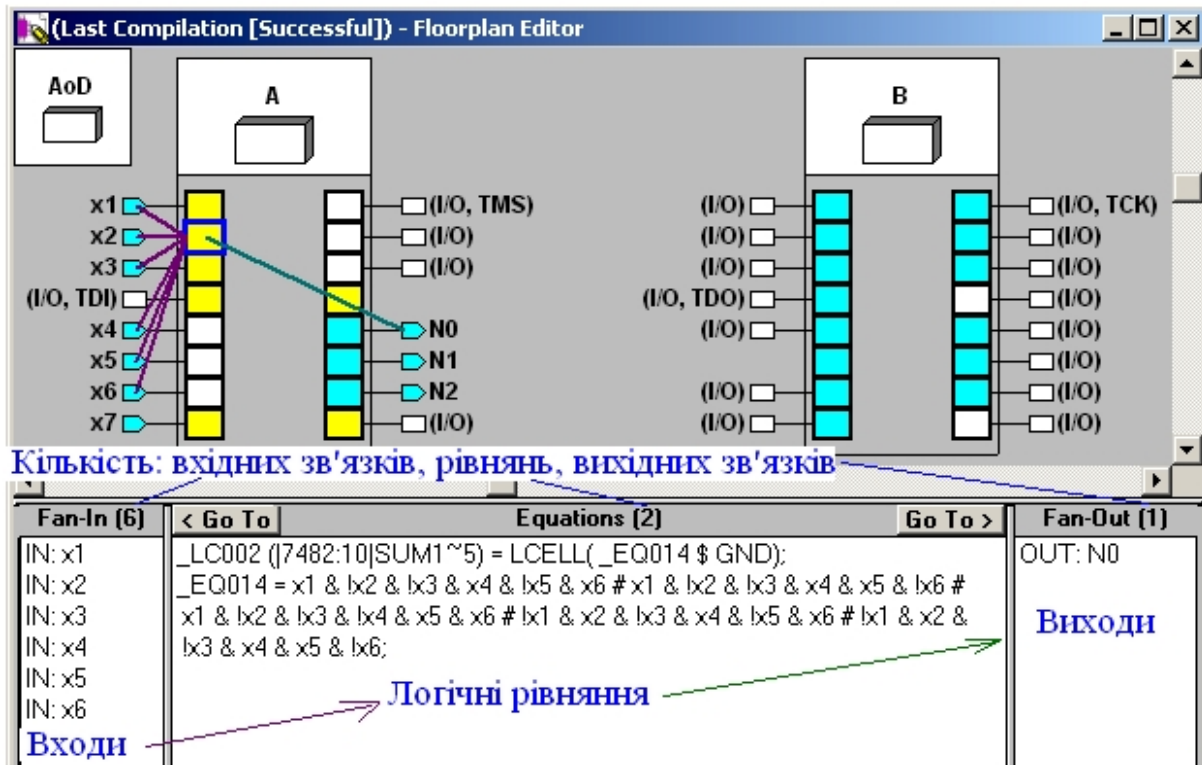 (Last Compilation [Successful]) - Floorplan Editor
AoD
A
B
x1
(I/O, TMS)
(I/O)
(I/O, TCK)
x2
(I/O)
(I/O)
(I/O)
x3
(I/O)
(I/O)
(I/O)
(I/O, TDI)
(I/O, TDO)
(I/O)
x4
N0
(I/O)
(I/O)
x5
N1
(I/O)
x6
N2
(I/O)
(I/O)
x7
(I/O)
(I/O)
(I/O)
Кількість: вхідних зв'язків, рівнянь, вихідних зв'язків
Fan-In (6)
< Go To
Equations (2)
Go To >
Fan-Out (1)
IN: x1
IN: x2
IN: x3
IN: x4
IN: x5
IN: x6
Входи
_LC002 (|7482:10|SUM1~5) = LCELL( _EQ014 $ GND);
_EQ014 = x1 & !x2 & !x3 & x4 & !x5 & x6 # x1 & !x2 & !x3 & x4 & x5 & !x6 #
x1 & !x2 & !x3 & !x4 & x5 & x6 # !x1 & x2 & !x3 & x4 & !x5 & x6 # !x1 & x2 &
!x3 & x4 & x5 & !x6;
Логічні рівняння
OUT: N0
Виходи